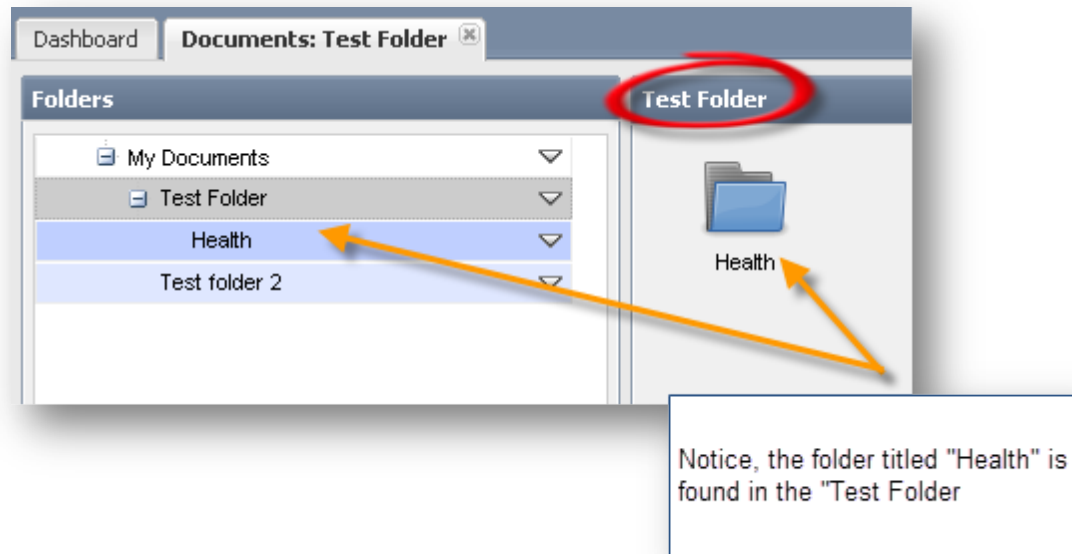 Dashboard
Documents: Test Folder
Folders
My Documents
Test Folder
Health
Test folder 2
Test Folder
Health
Notice, the folder titled "Health" is
found in the "Test Folder